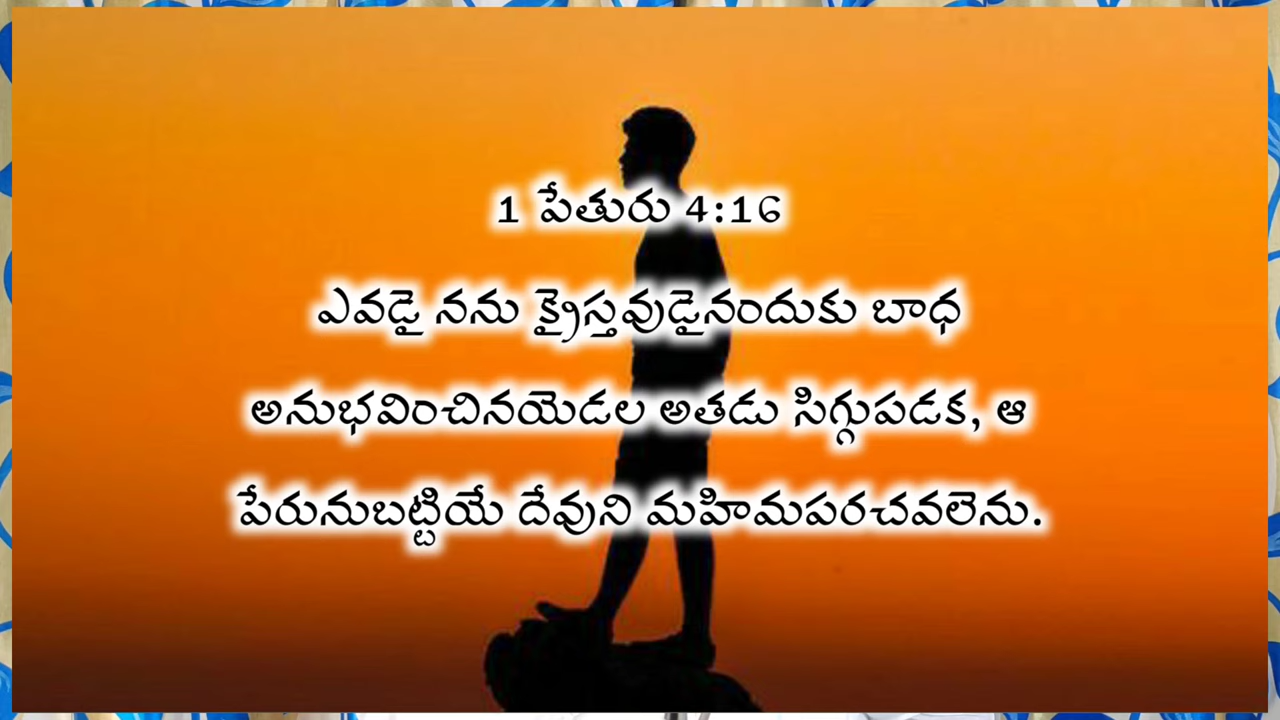 1 పేతురు 4:16
ఎవడై నను క్రైస్తవుడైనందుకు బాధ
అనుభవించినయెడల అతడు సిగ్గుపడక, ఆ
పేరునుబట్టియే దేవుని మహిమపరచవలెను.